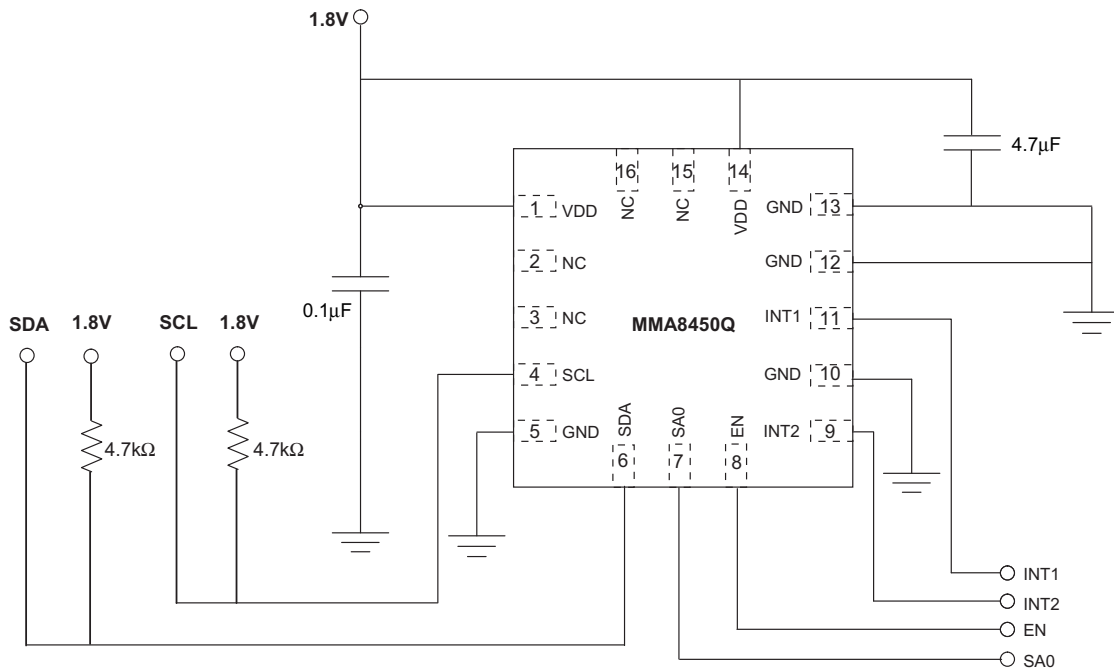 1.8V
4.7μF
16 15 14
NC NC VDD
1 VDD
GND 13
2 NC
GND 12
0.1μF
3 NC
MMA8450Q
INT1 11
SDA 1.8V SCL 1.8V
4 SCL
GND 10
5 GND
SDA SA0 EN
INT2 9
6 7 8
4.7kΩ
4.7kΩ
INT1
INT2
EN
SA0